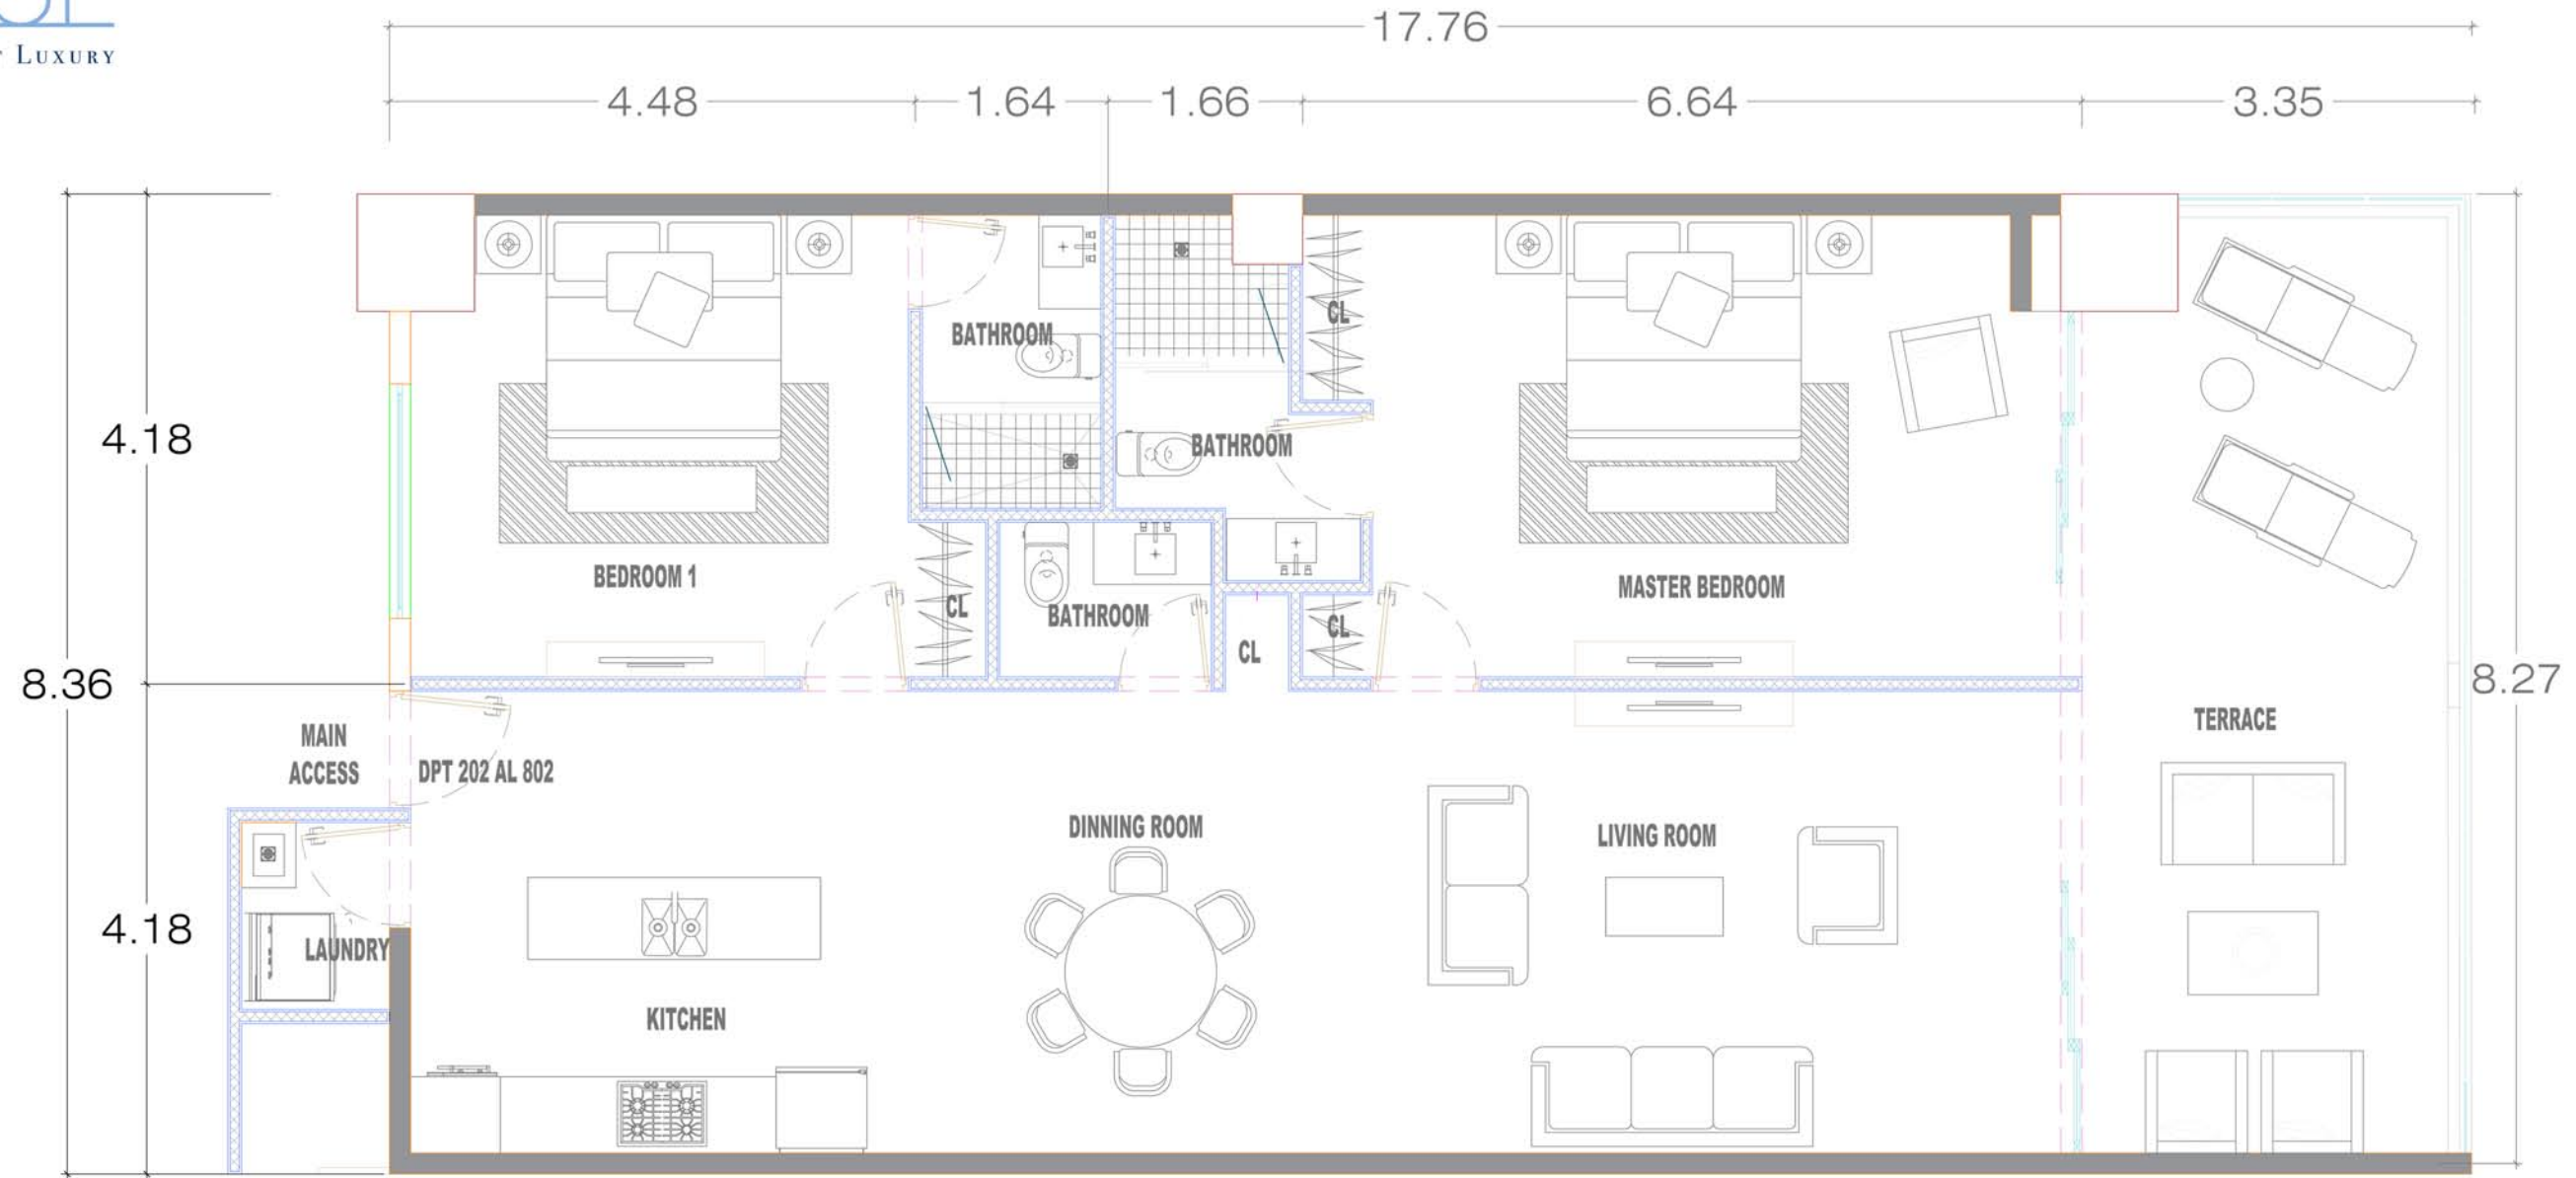 LUXURY
17.76
4.48
1.64
1.66
6.64
3.35
4.18
8.36
4.18
8.27
BATHROOM
CL
BATHROOM
BEDROOM 1
CL
BATHROOM
CL
CL
MASTER BEDROOM
TERRACE
MAIN
ACCESS
DPT 202 AL 802
DINNING ROOM
LIVING ROOM
LAUNDRY
KITCHEN